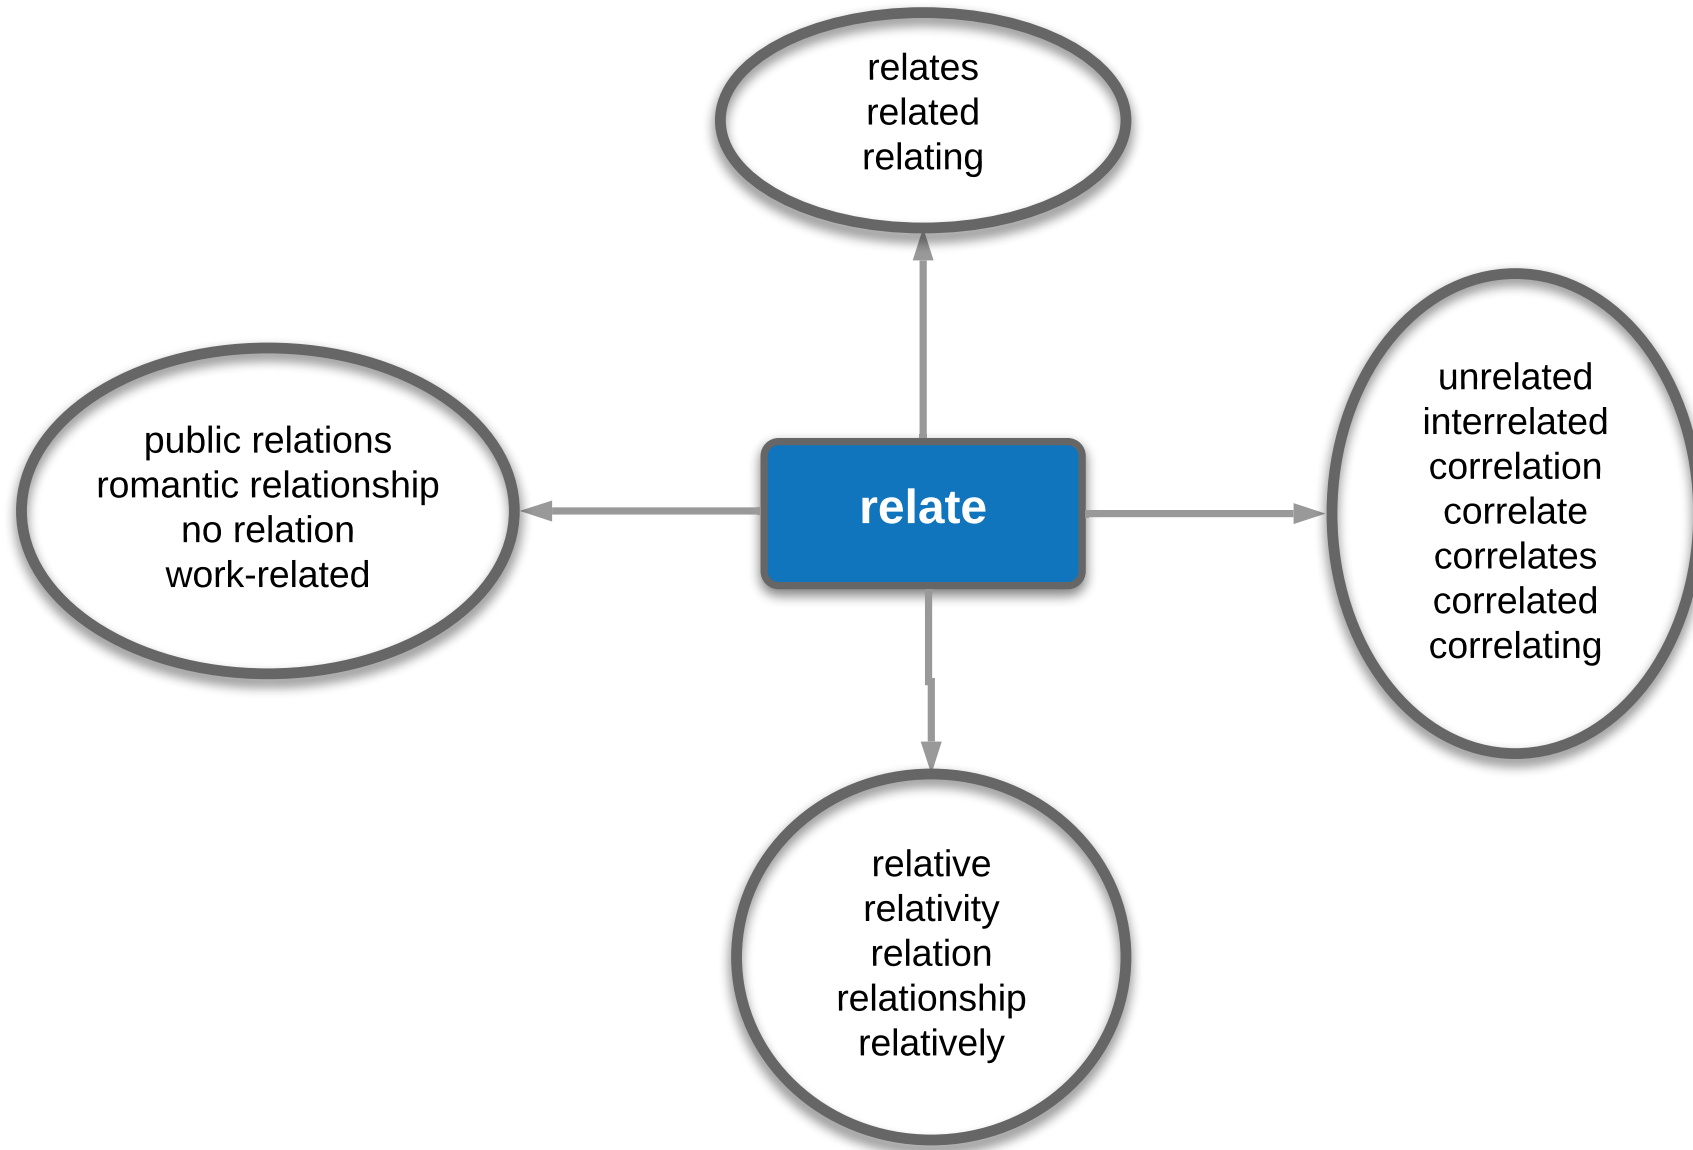 relates
related
relating
public relations
romantic relationship
no relation
work-related
relate
unrelated
interrelated
correlation
correlate
correlates
correlated
correlating
relative
relativity
relation
relationship
relatively